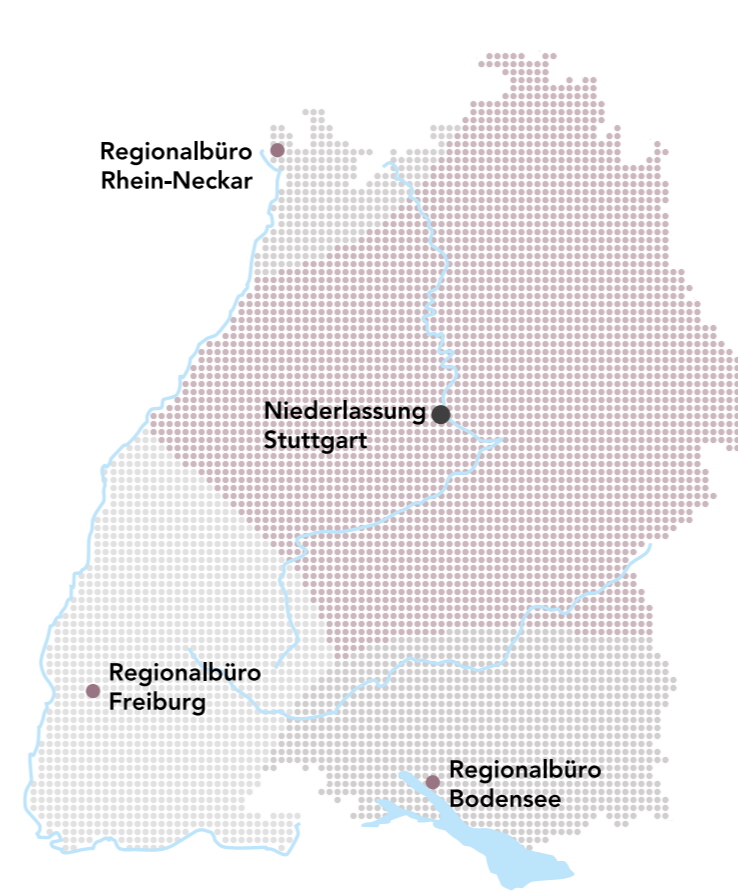 Regionalbüro
Rhein-Neckar
Niederlassung
Stuttgart
Regionalbüro
Freiburg
Regionalbüro
Bodensee